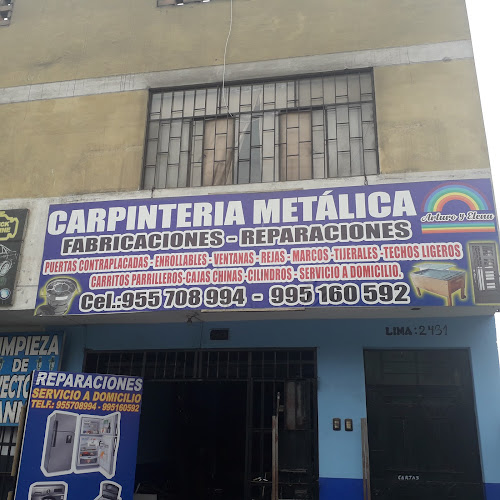 CARPINTERIA METÁLICA
Arturo y Elena
FABRICACIONES - REPARACIONES
PUERTAS CONTRAPLACADAS - ENROLLABLES - VENTANAS - REJAS - MARCOS - TIJERALES - TECHOS LIGEROS
CARRITOS PARRILLEROS-CAJAS CHINAS- CILINDROS - SERVICIO A DOMICILIO.
Cel.:955 708 994 - 995 160 592
LIMA:2431
LIMPIEZA
DE
REPARACIONES
SERVICIO A DOMICILIO
TELF.: 955708994 - 995160592
CARTAS